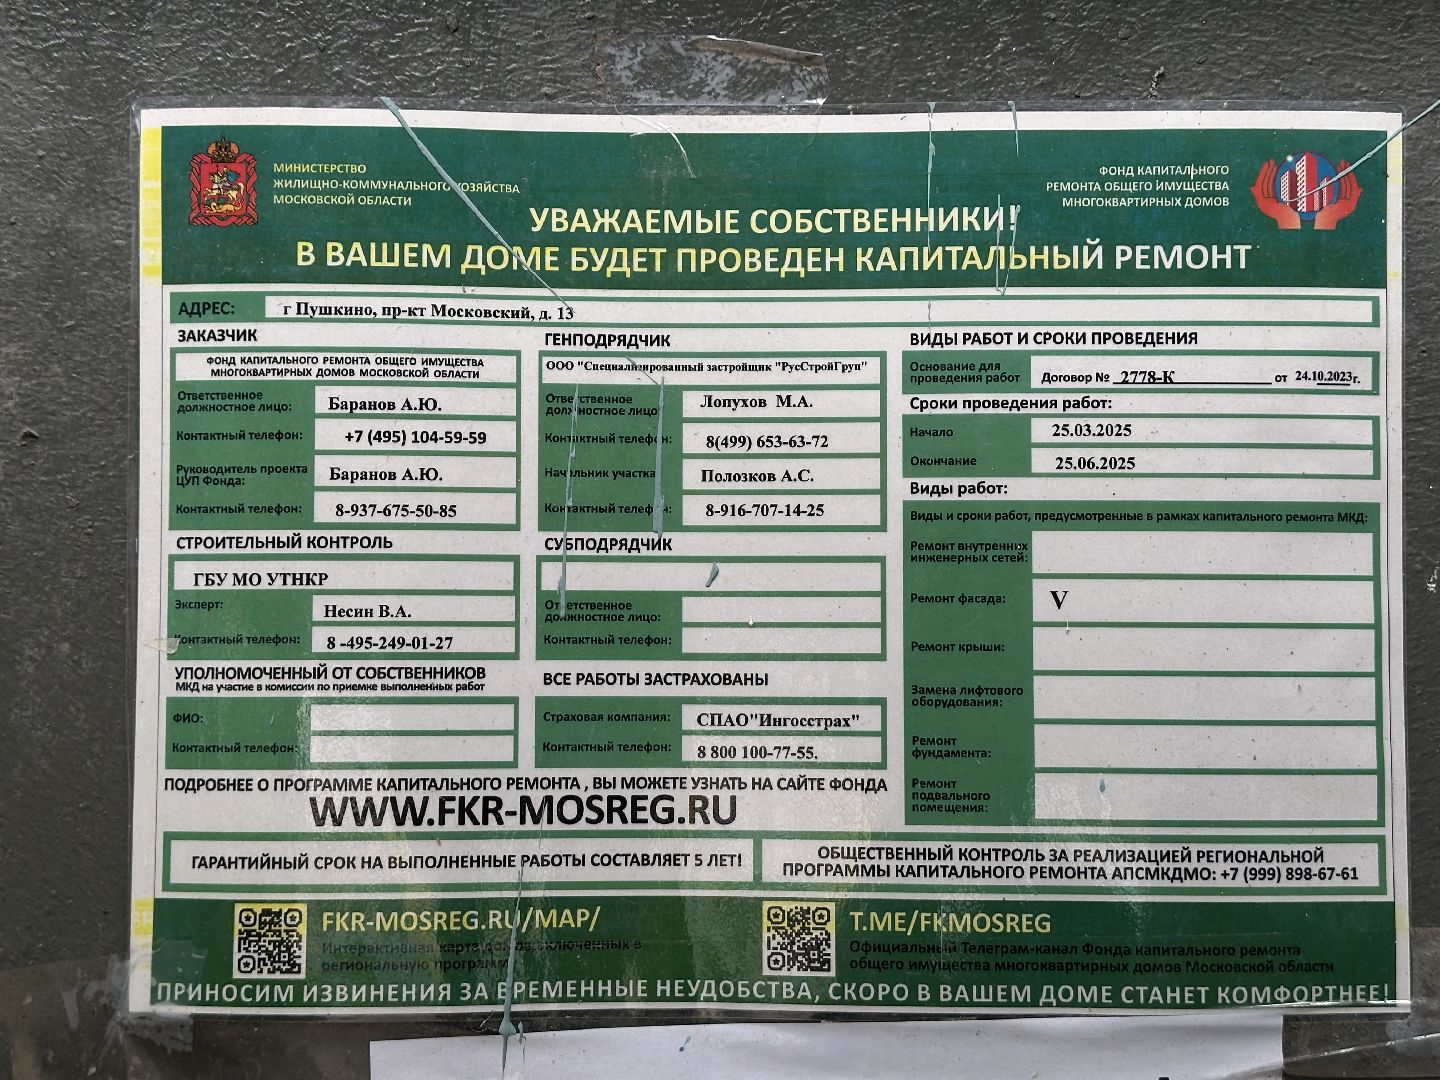 МИНИСТЕРСТВО
ЖИЛИЩНО-КОММУНАЛЬНОГО ХОЗЯЙСТВА
МОСКОВСКОЙ ОБЛАСТИ
ФОНД КАПИТАЛЬНОГО
РЕМОНТА ОБЩЕГО ИМУЩЕСТВА
МНОГОКВАРТИРНЫХ ДОМОВ
УВАЖАЕМЫЕ СОБСТВЕННИКИ!
В ВАШЕМ ДОМЕ БУДЕТ ПРОВЕДЕН КАПИТАЛЬНЫЙ РЕМОНТ
АДРЕС: г Пушкино, пр-кт Московский, д. 13
ЗАКАЗЧИК
ФОНД КАПИТАЛЬНОГО РЕМОНТА ОБЩЕГО ИМУЩЕСТВА
МНОГОКВАРТИРНЫХ ДОМОВ МОСКОВСКОЙ ОБЛАСТИ
Ответственное
должностное лицо: Баранов А.Ю.
Контактный телефон: +7 (495) 104-59-59
Руководитель проекта
ЦУП Фонда: Баранов А.Ю.
Контактный телефон: 8-937-675-50-85
СТРОИТЕЛЬНЫЙ КОНТРОЛЬ
ГБУ МО УТНКР
Эксперт: Несин В.А.
Контактный телефон: 8 -495-249-01-27
УПОЛНОМОЧЕННЫЙ ОТ СОБСТВЕННИКОВ
МКД на участие в комиссии по приемке выполненных работ
ФИО:
Контактный телефон:
ГЕНПОДРЯДЧИК
ООО "Специализированный застройщик "РусСтройГруп"
Ответственное
должностное лицо: Лопухов М.А.
Контактный телефон: 8(499) 653-63-72
Начальник участка Полозков А.С.
Контактный телефон: 8-916-707-14-25
СУБПОДРЯДЧИК
Ответственное
должностное лицо:
Контактный телефон:
ВСЕ РАБОТЫ ЗАСТРАХОВАНЫ
Страховая компания: СПАО"Ингосстрах"
Контактный телефон: 8 800 100-77-55.
ВИДЫ РАБОТ И СРОКИ ПРОВЕДЕНИЯ
Основание для
проведения работ Договор № 2778-К от 24.10.2023г.
Сроки проведения работ:
Начало 25.03.2025
Окончание 25.06.2025
Виды работ:
Виды и сроки работ, предусмотренные в рамках капитального ремонта МКД:
Ремонт внутренних
инженерных сетей:
Ремонт фасада: V
Ремонт крыши:
Замена лифтового
оборудования:
Ремонт
фундамента:
Ремонт
подвального
помещения:
ПОДРОБНЕЕ О ПРОГРАММЕ КАПИТАЛЬНОГО РЕМОНТА , ВЫ МОЖЕТЕ УЗНАТЬ НА САЙТЕ ФОНДА
WWW.FKR-MOSREG.RU
ГАРАНТИЙНЫЙ СРОК НА ВЫПОЛНЕННЫЕ РАБОТЫ СОСТАВЛЯЕТ 5 ЛЕТ!
ОБЩЕСТВЕННЫЙ КОНТРОЛЬ ЗА РЕАЛИЗАЦИЕЙ РЕГИОНАЛЬНОЙ
ПРОГРАММЫ КАПИТАЛЬНОГО РЕМОНТА АПСМКДМО: +7 (999) 898-67-61
FKR-MOSREG.RU/MAP/
Интерактивная карта домов включенных в
региональную программу
T.ME/FKMOSREG
Официальный Телеграм-канал Фонда капитального ремонта
общего имущества многоквартирных домов Московской области
ПРИНОСИМ ИЗВИНЕНИЯ ЗА ВРЕМЕННЫЕ НЕУДОБСТВА, СКОРО В ВАШЕМ ДОМЕ СТАНЕТ КОМФОРТНЕЕ!